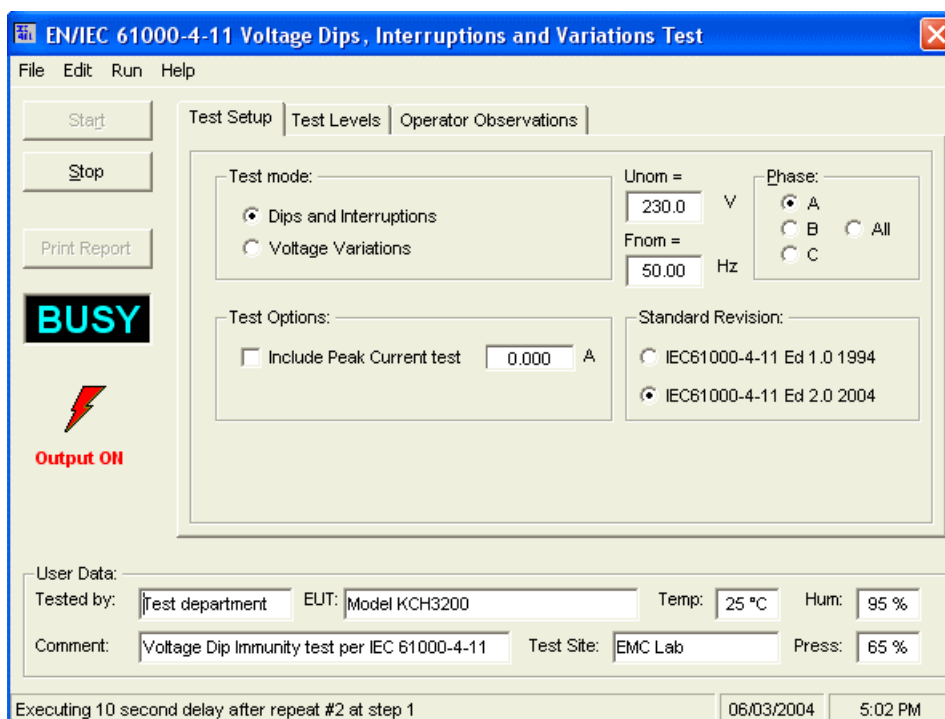 EN/IEC 61000-4-11 Voltage Dips, Interruptions and Variations Test
File Edit Run Help
Start
Stop
Print Report
BUSY
Output ON
Test Setup Test Levels Operator Observations
Test mode:
Dips and Interruptions
Voltage Variations
Unom =
230.0 V
Fnom =
50.00 Hz
Phase:
A
B All
C
Test Options:
Include Peak Current test 0.000 A
Standard Revision:
IEC61000-4-11 Ed 1.0 1994
IEC61000-4-11 Ed 2.0 2004
User Data:
Tested by: Test department EUT: Model KCH3200 Temp: 25 °C Hum: 95 %
Comment: Voltage Dip Immunity test per IEC 61000-4-11 Test Site: EMC Lab Press: 65 %
Executing 10 second delay after repeat #2 at step 1 06/03/2004 5:02 PM